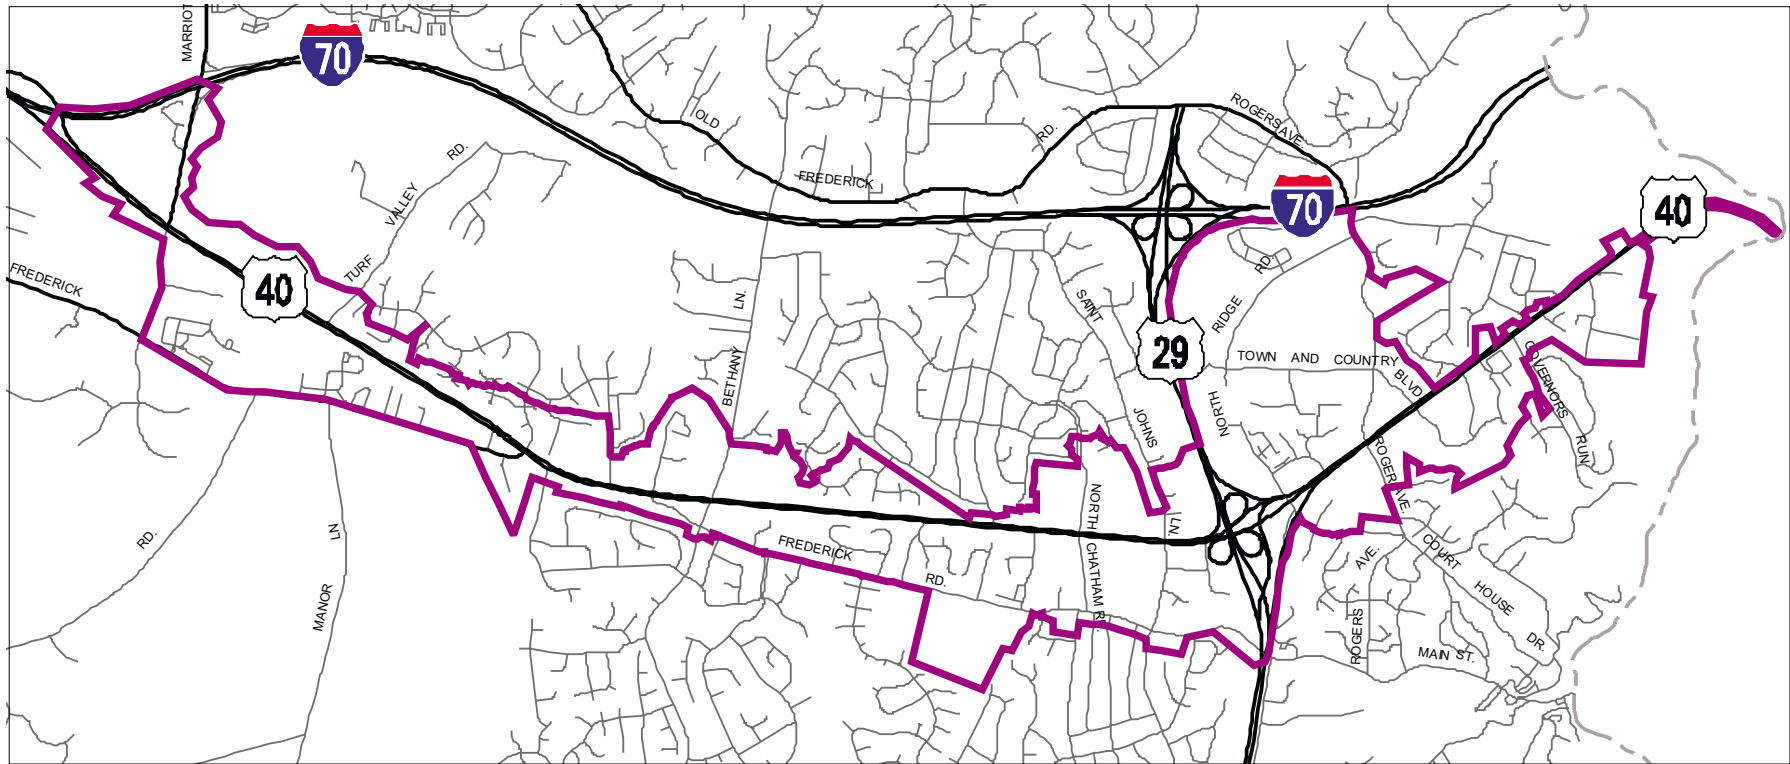 MARRIOT
70
OLD
RD.
ROGERS AVE.
RD.
FREDERICK
VALLEY
TURF
70
40
FREDERICK
40
RD.
LN.
SAINT
RIDGE
29
TOWN AND COUNTRY
BLVD
BETHANY
GOVERNORS
RUN
NORTH
JOHNS
ROGERS AVE.
NORTH CHATHAM RD.
LN.
RD.
LN
FREDERICK
RD.
MANOR
AVE.
ROGERS
COURT
HOUSE
DR.
MAIN ST.